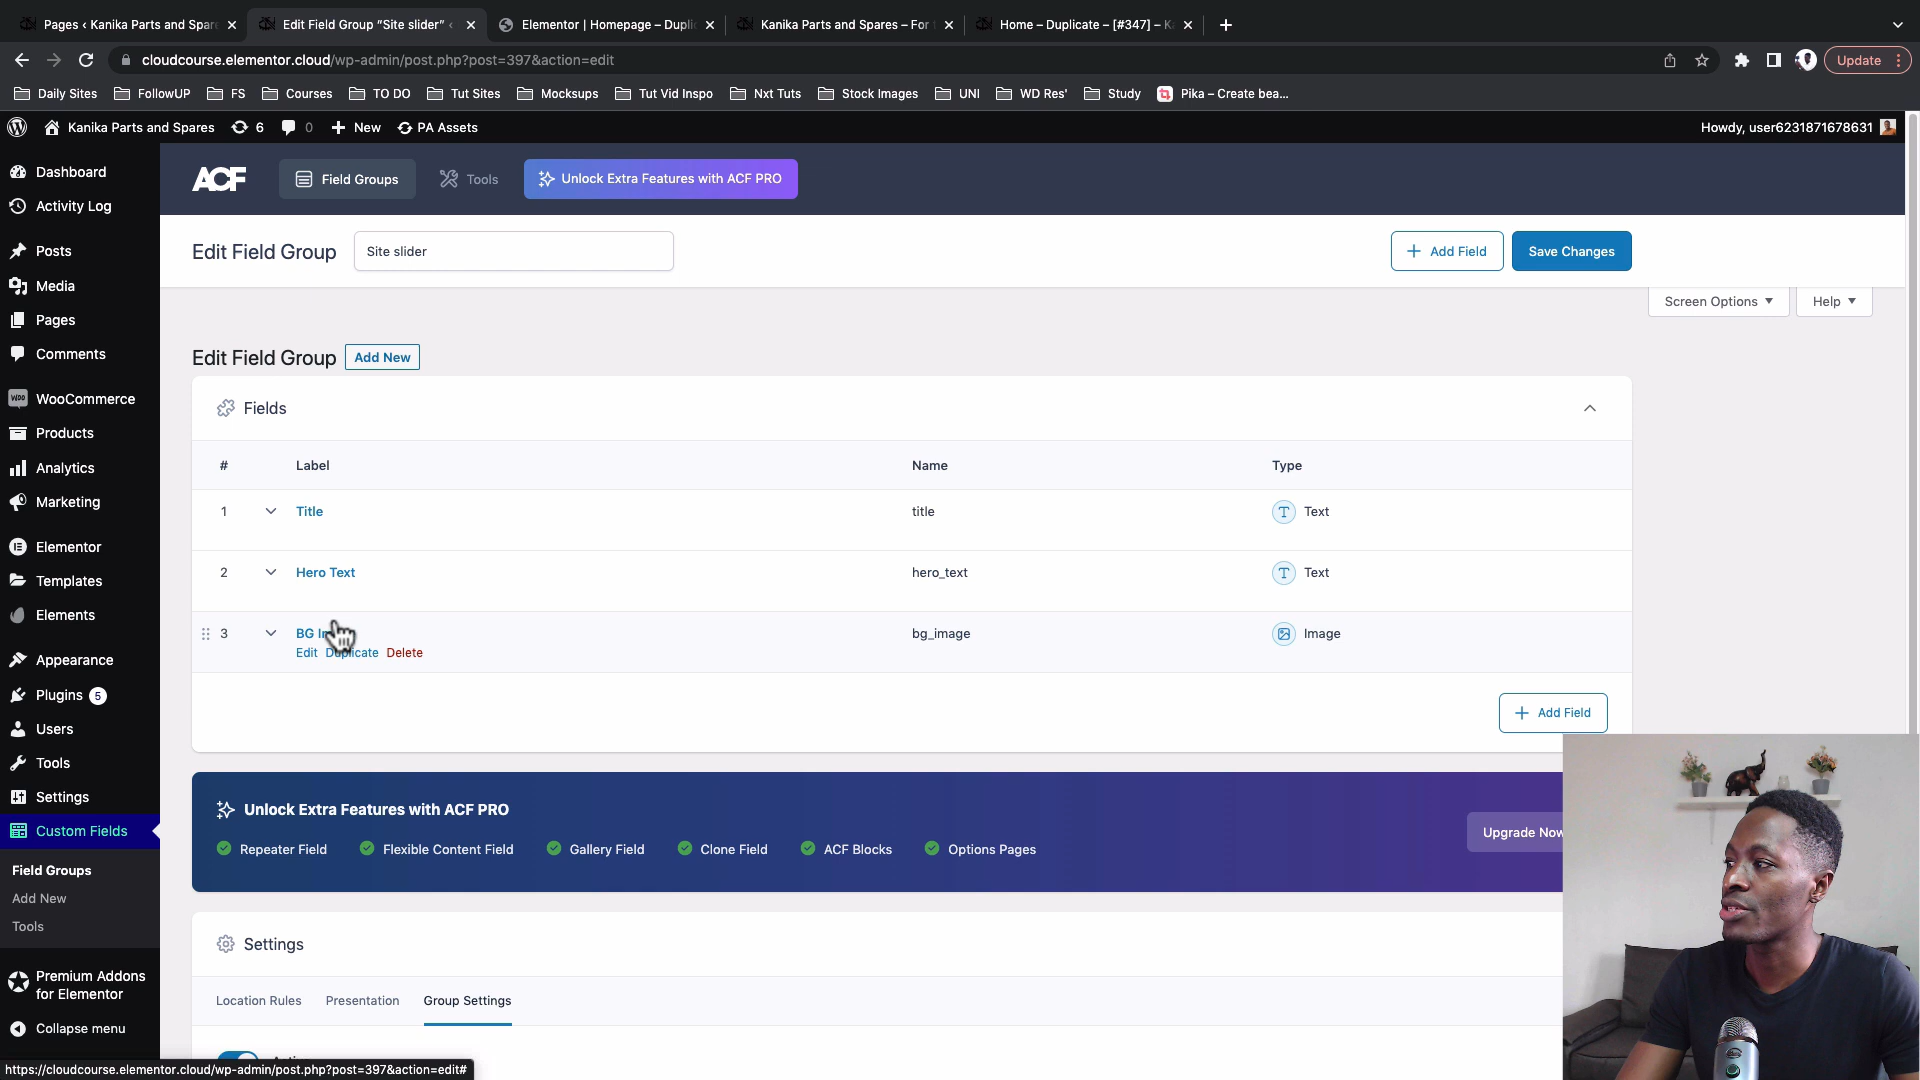 Pages ‹ Kanika Parts and Spare
Edit Field Group "Site slider" ‹
Elementor | Homepage – Dupli
Kanika Parts and Spares – For
Home – Duplicate – [#347] – K
cloudcourse.elementor.cloud/wp-admin/post.php?post=397&action=edit
Update
Daily Sites
FollowUP
FS
Courses
TO DO
Tut Sites
Mocksups
Tut Vid Inspo
Nxt Tuts
Stock Images
UNI
WD Res'
Study
Pika – Create bea...
Kanika Parts and Spares
6
0
New
PA Assets
Howdy, user6231871678631
Dashboard
Activity Log
Posts
Media
Pages
Comments
WooCommerce
Products
Analytics
Marketing
Elementor
Templates
Elements
Appearance
Plugins 5
Users
Tools
Settings
Custom Fields
Field Groups
Add New
Tools
Premium Addons
for Elementor
Collapse menu
ACF
Field Groups
Tools
Unlock Extra Features with ACF PRO
Edit Field Group
Site slider
Add Field
Save Changes
Screen Options
Help
Edit Field Group
Add New
Fields
# Label Name Type
1 Title title Text
2 Hero Text hero_text Text
3 BG bg_image Image
Edit Duplicate Delete
Add Field
Unlock Extra Features with ACF PRO
Repeater Field
Flexible Content Field
Gallery Field
Clone Field
ACF Blocks
Options Pages
Upgrade Now
Settings
Location Rules
Presentation
Group Settings
https://cloudcourse.elementor.cloud/wp-admin/post.php?post=397&action=edit#